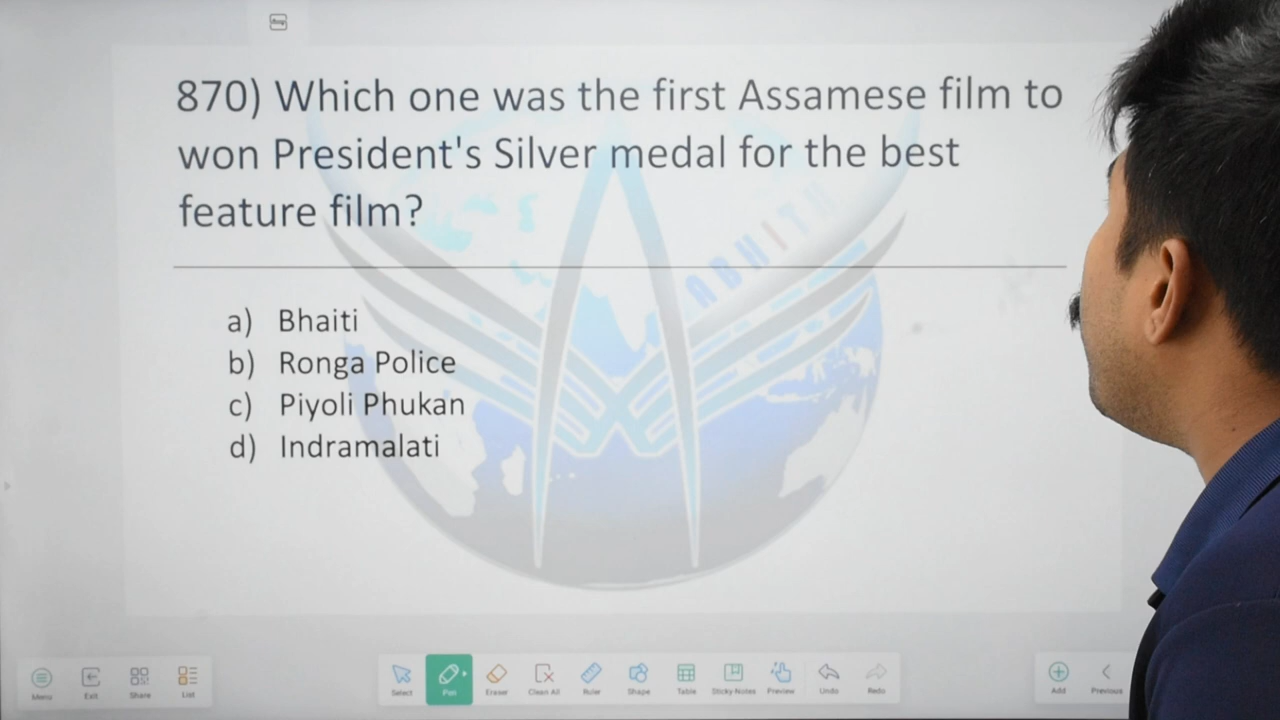 870) Which one was the first Assamese film to
won President's Silver medal for the best
feature film?
ABHITH
a) Bhaiti
b) Ronga Police
c) Piyoli Phukan
d) Indramalati
Menu Exit Share List Select Pen Eraser Clean All Ruler Shape Table Sticky Notes Preview Undo Redo Add Previous